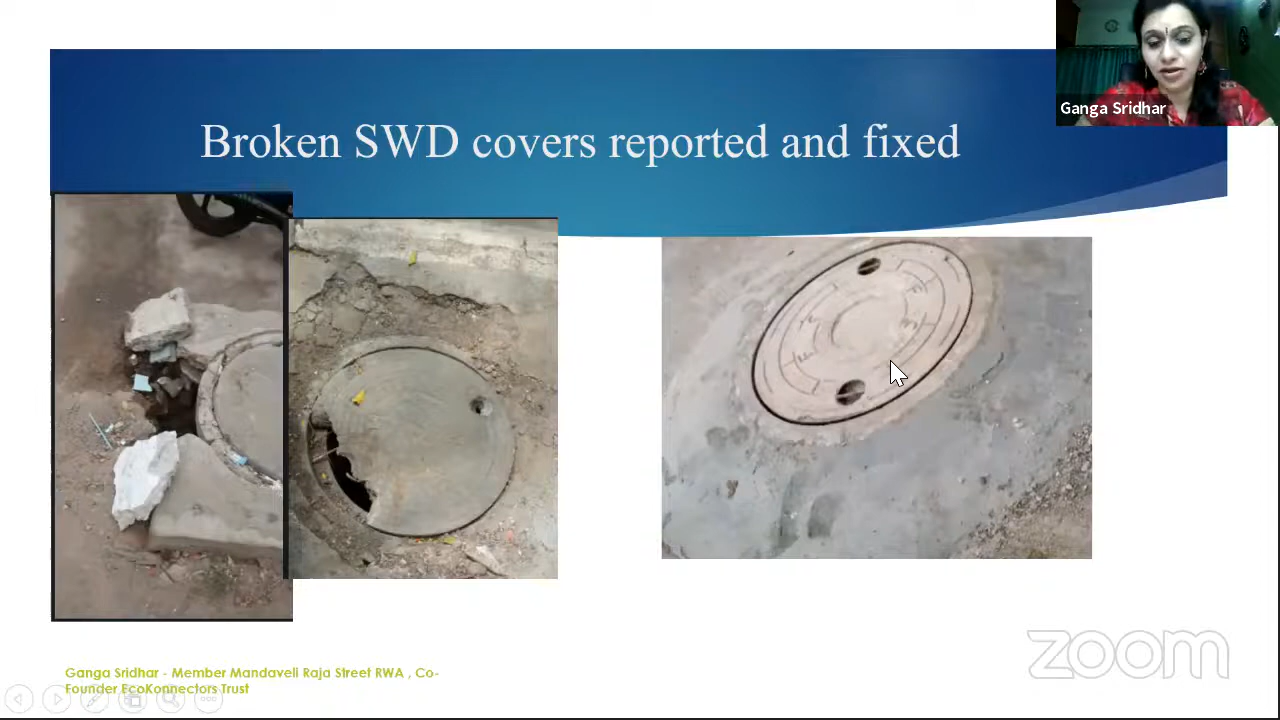 Ganga Sridhar
Broken SWD covers reported and fixed
Ganga Sridhar - Member Mandaveli Raja Street RWA , Co-
Founder EcoKonnectors Trust
zoom